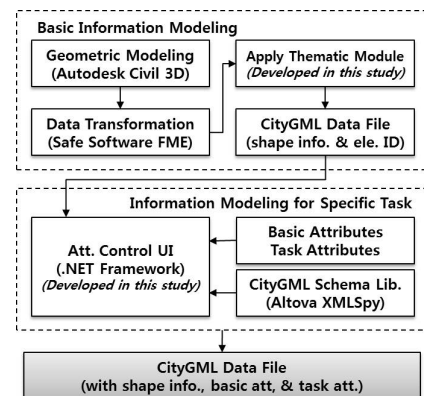 Basic Information Modeling
Geometric Modeling
(Autodesk Civil 3D)
Data Transformation
(Safe Software FME)
Apply Thematic Module
(Developed in this study)
CityGML Data File
(shape info. & ele. ID)
Information Modeling for Specific Task
Att. Control UI
(.NET Framework)
(Developed in this study)
Basic Attributes
Task Attributes
CityGML Schema Lib.
(Altova XMLSpy)
CityGML Data File
(with shape info., basic att, & task att.)